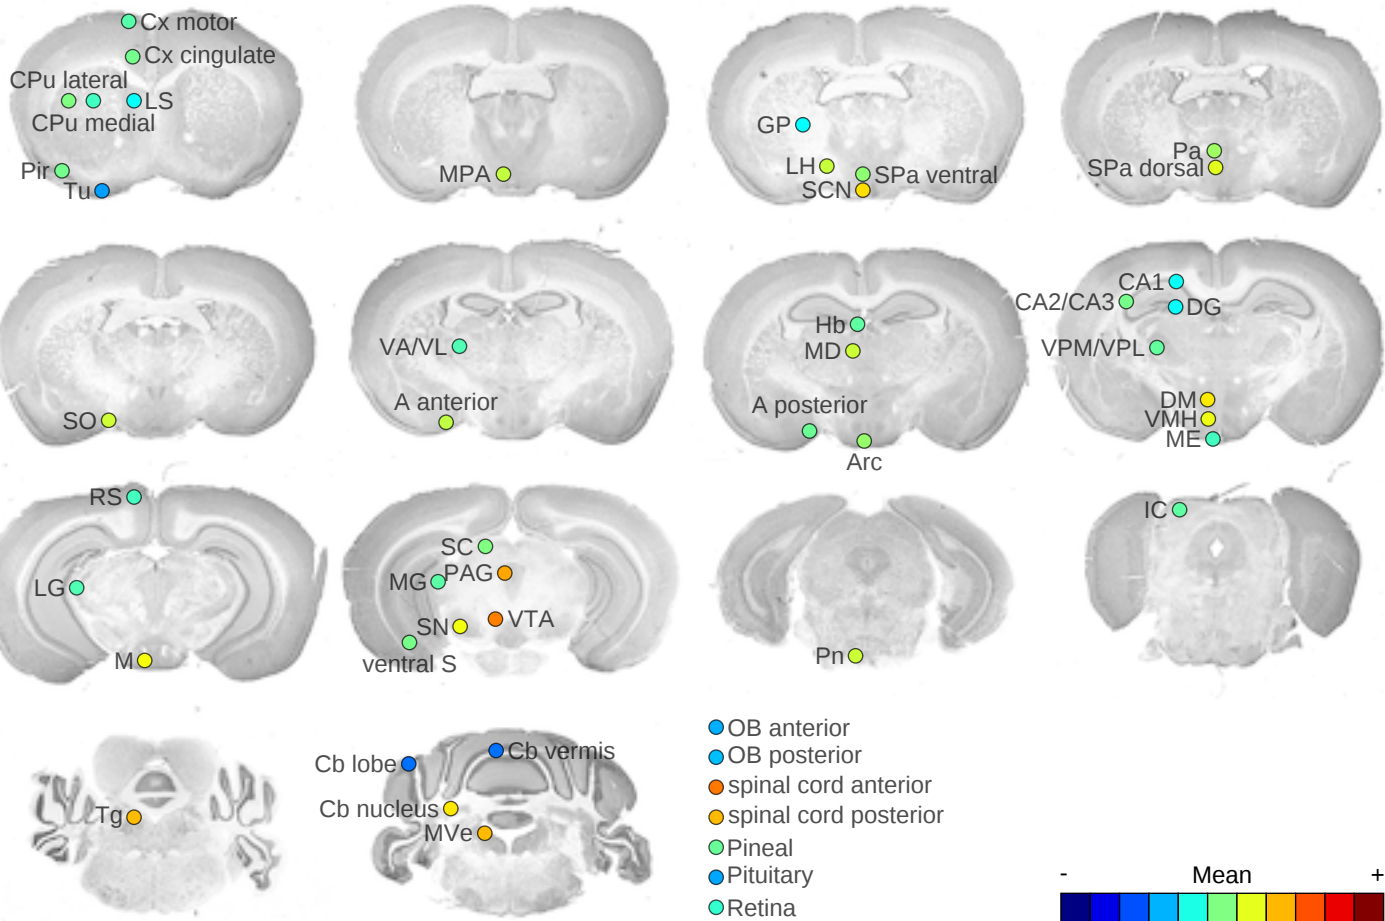 Cx motor
Cx cingulate
CPu lateral
LS
CPu medial
Pir
Tu
MPA
GP
LH
SPa ventral
SCN
Pa
SPa dorsal
SO
VA/VL
A anterior
Hb
MD
A posterior
Arc
CA1
CA2/CA3
DG
VPM/VPL
DM
VMH
ME
RS
LG
M
SC
PAG
MG
VTA
SN
ventral S
Pn
IC
Tg
Cb lobe
Cb vermis
Cb nucleus
MVe
OB anterior
OB posterior
spinal cord anterior
spinal cord posterior
Pineal
Pituitary
Retina
- Mean +